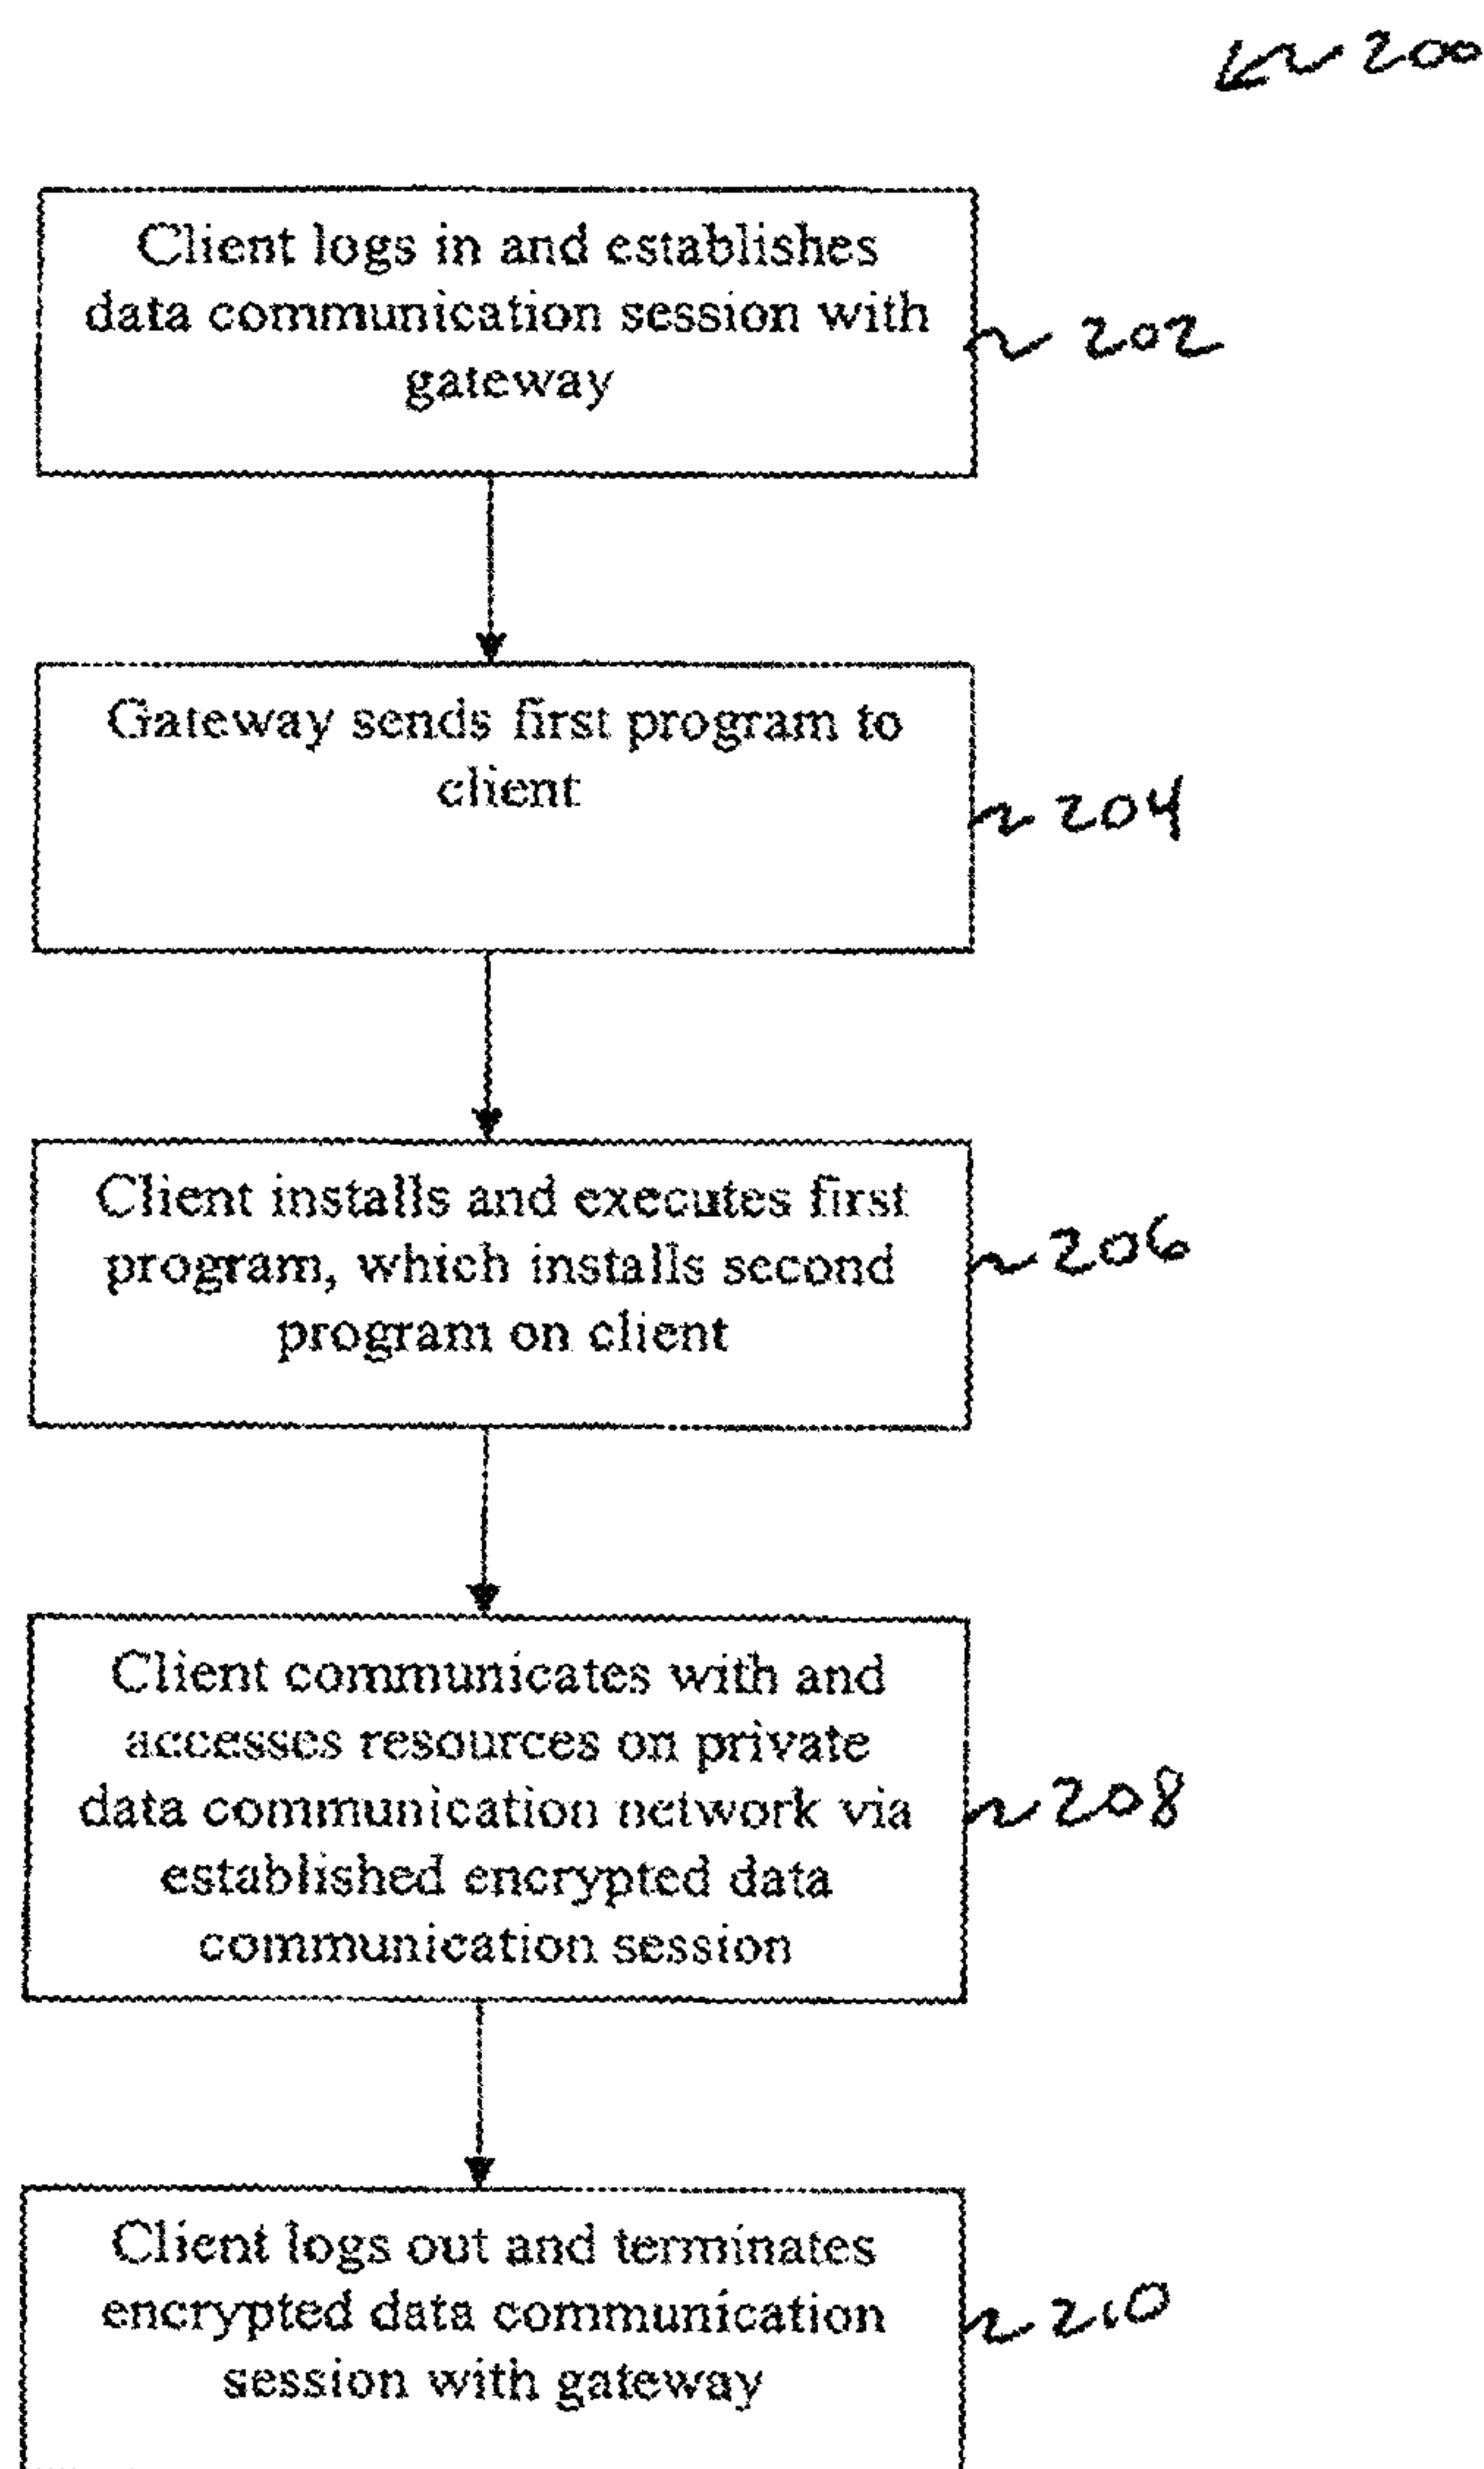 200
Client logs in and establishes
data communication session with
gateway
202
Gateway sends first program to
client
204
Client installs and executes first
program, which installs second
program on client
206
Client communicates with and
accesses resources on private
data communication network via
established encrypted data
communication session
208
Client logs out and terminates
encrypted data communication
session with gateway
210